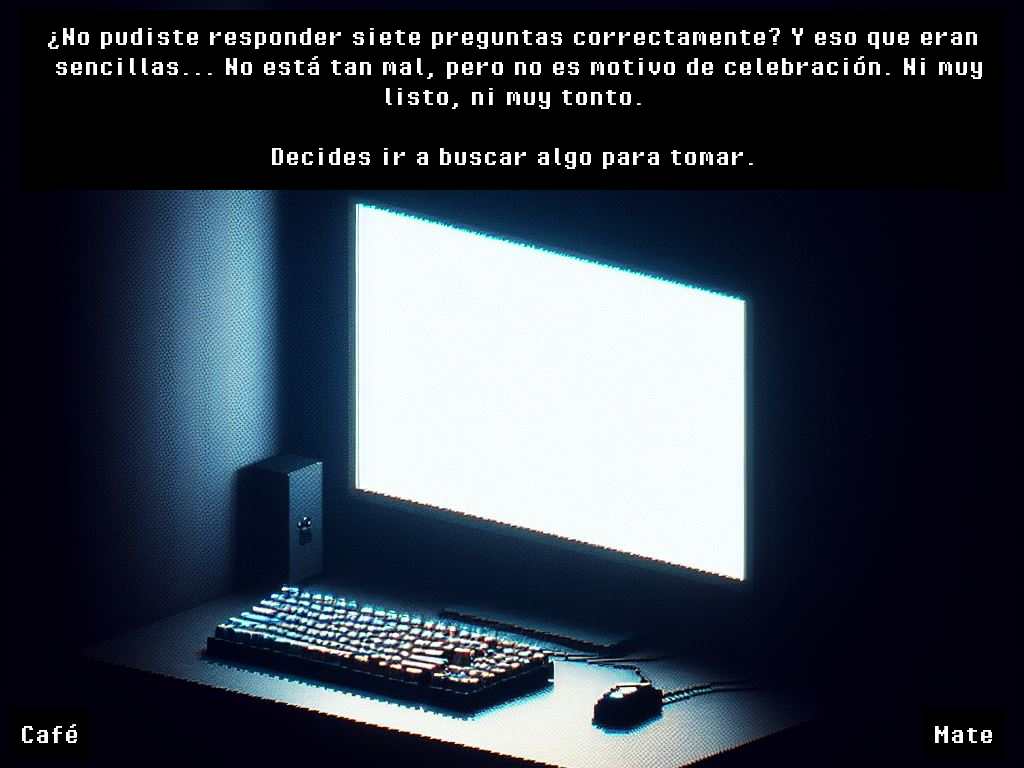 ¿No pudiste responder siete preguntas correctamente? Y eso que eran
sencillas... No está tan mal, pero no es motivo de celebración. Ni muy
listo, ni muy tonto.
Decides ir a buscar algo para tomar.
Café
Mate